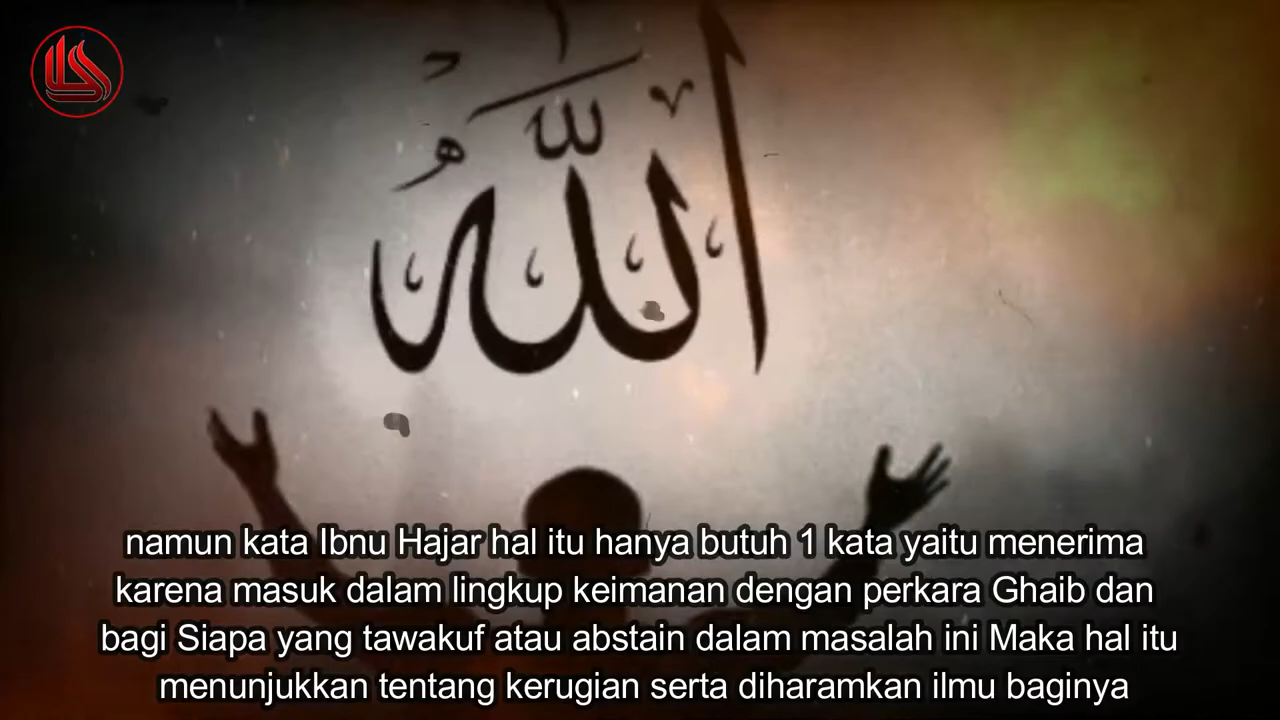 اللّٰهُ
namun kata Ibnu Hajar hal itu hanya butuh 1 kata yaitu menerima
karena masuk dalam lingkup keimanan dengan perkara Ghaib dan
bagi Siapa yang tawakuf atau abstain dalam masalah ini Maka hal itu
menunjukkan tentang kerugian serta diharamkan ilmu baginya